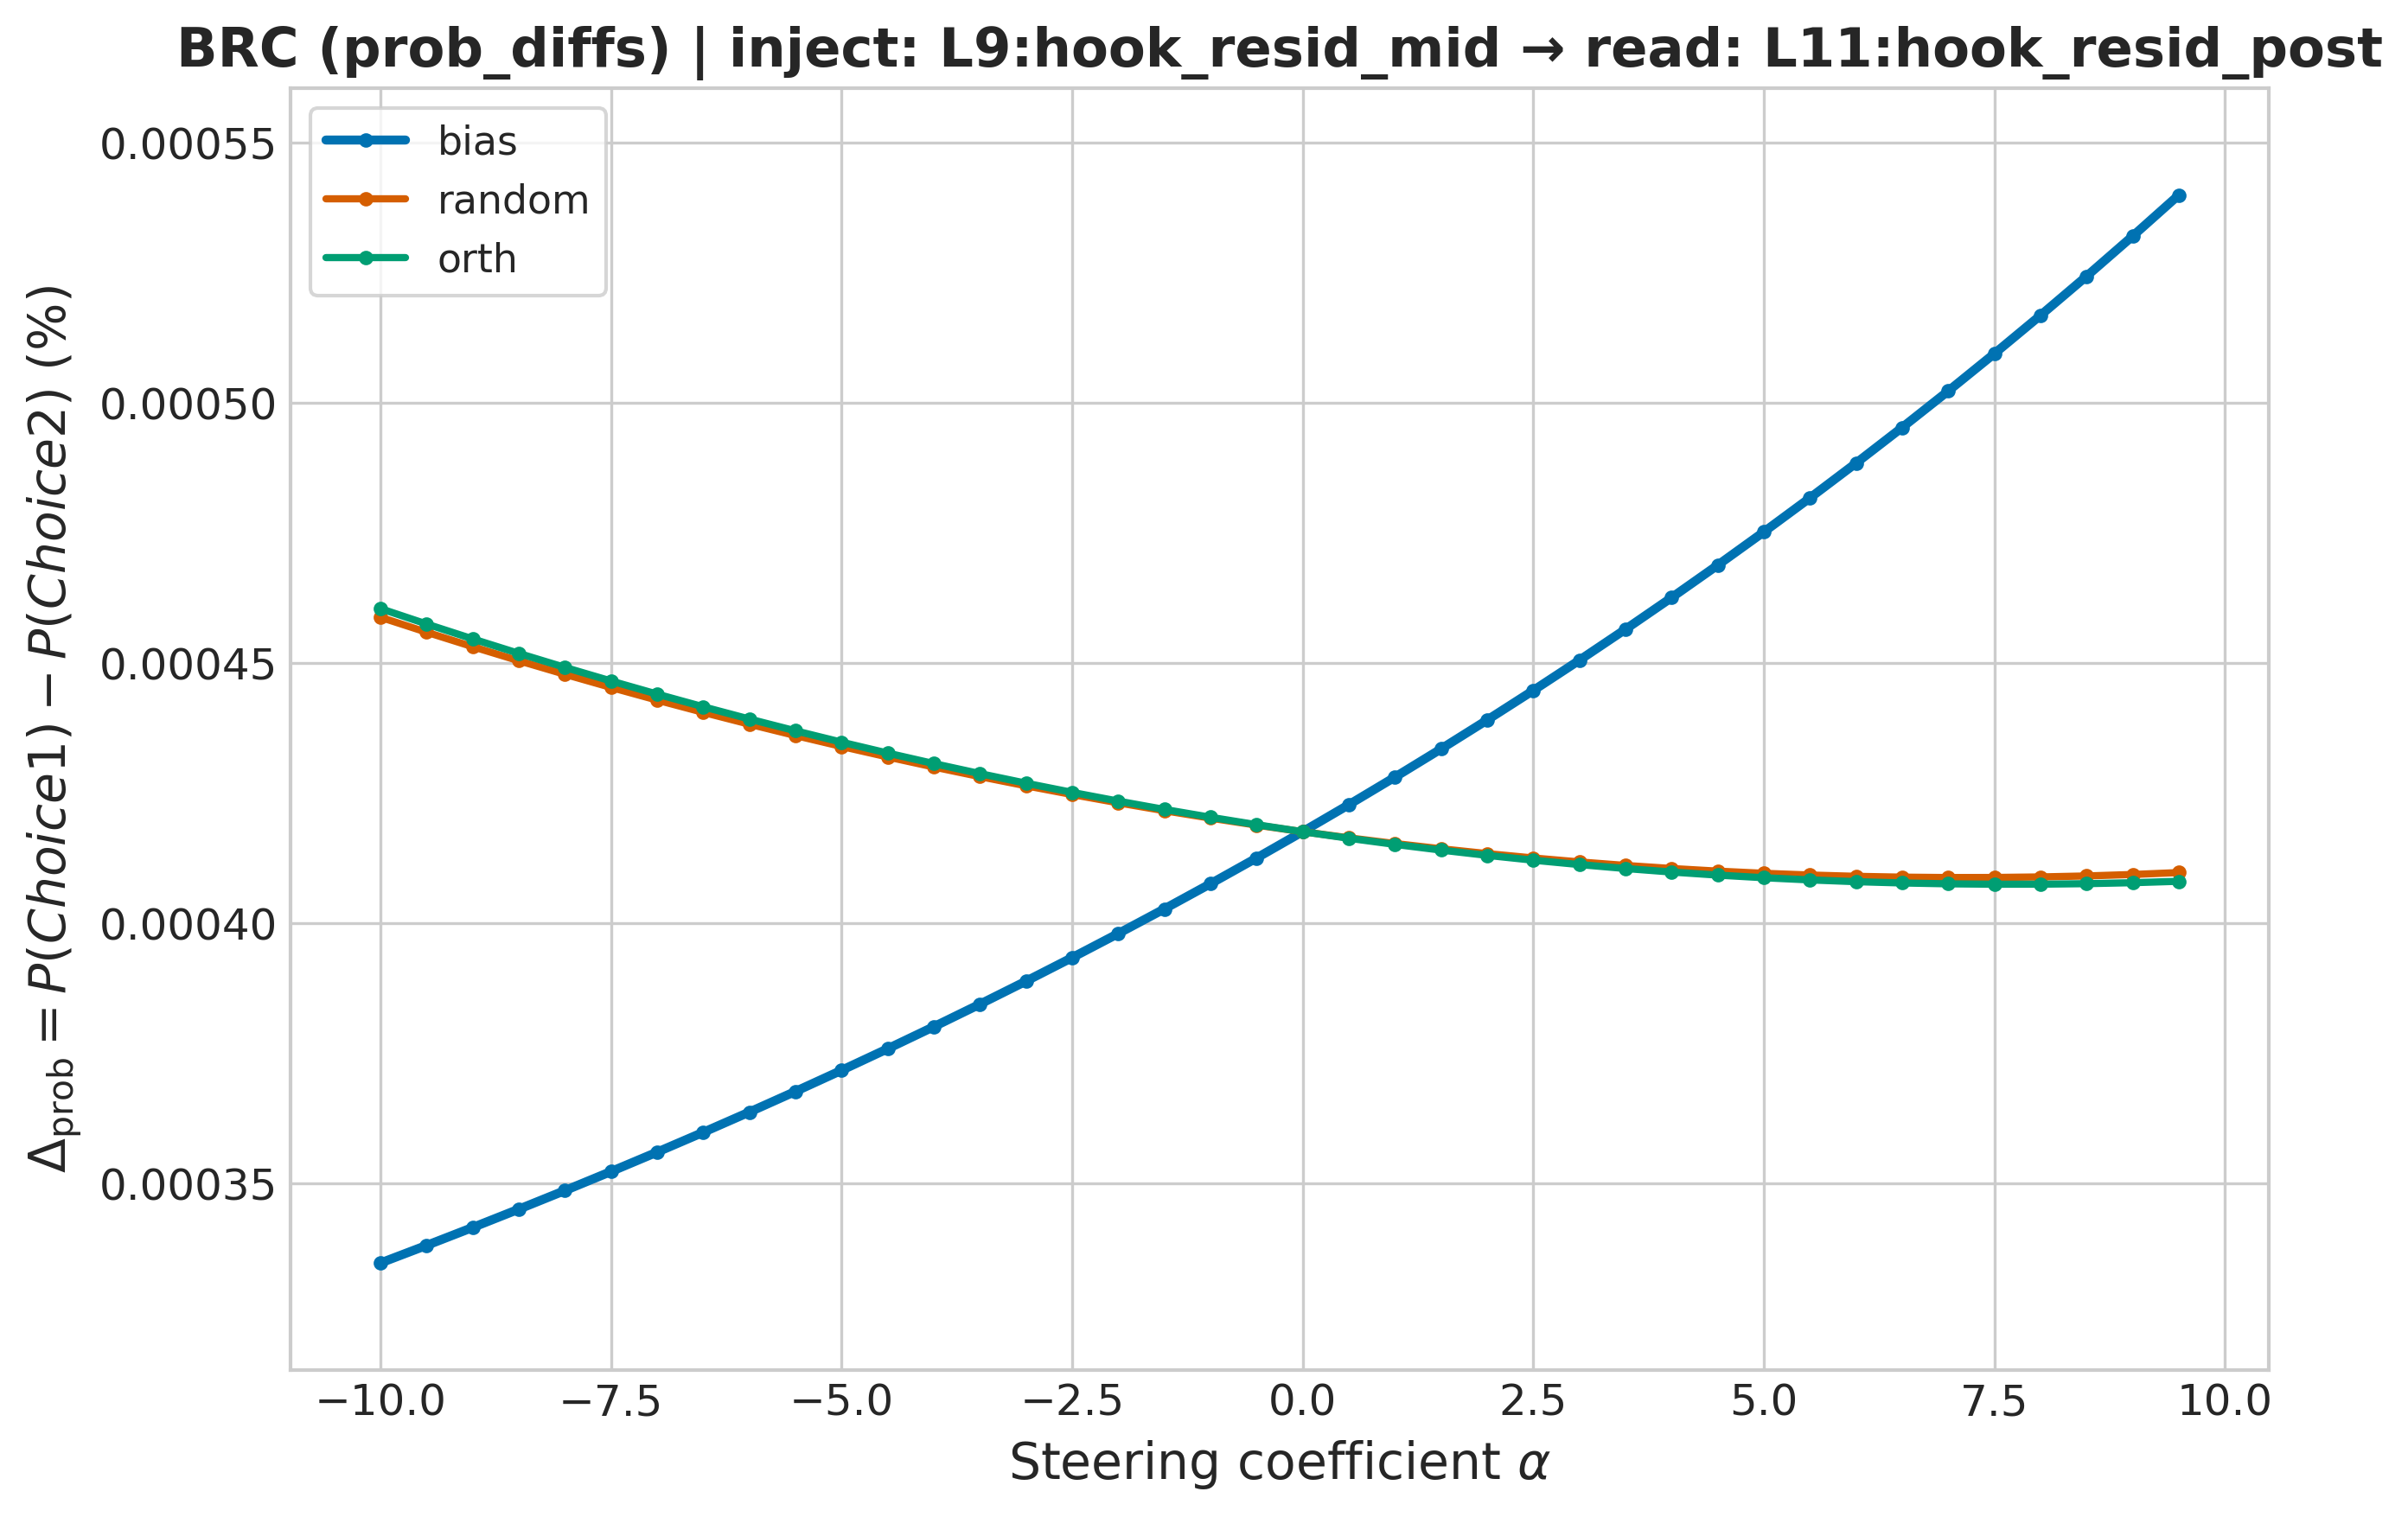 BRC (prob_diffs) | inject: L9:hook_resid_mid → read: L11:hook_resid_post
bias
random
orth
0.00055
0.00050
0.00045
0.00040
0.00035
Δprob = P(Choice1) − P(Choice2) (%)
−10.0
−7.5
−5.0
−2.5
0.0
2.5
5.0
7.5
10.0
Steering coefficient α